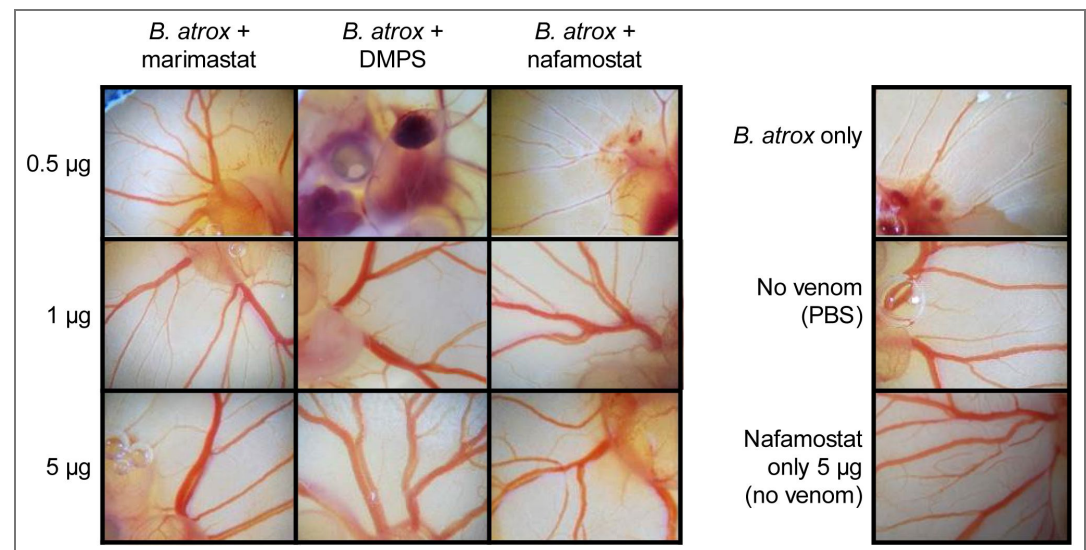 B. atrox +
marimastat
B. atrox +
DMPS
B. atrox +
nafamostat
0.5 µg
1 µg
5 µg
B. atrox only
No venom
(PBS)
Nafamostat
only 5 µg
(no venom)